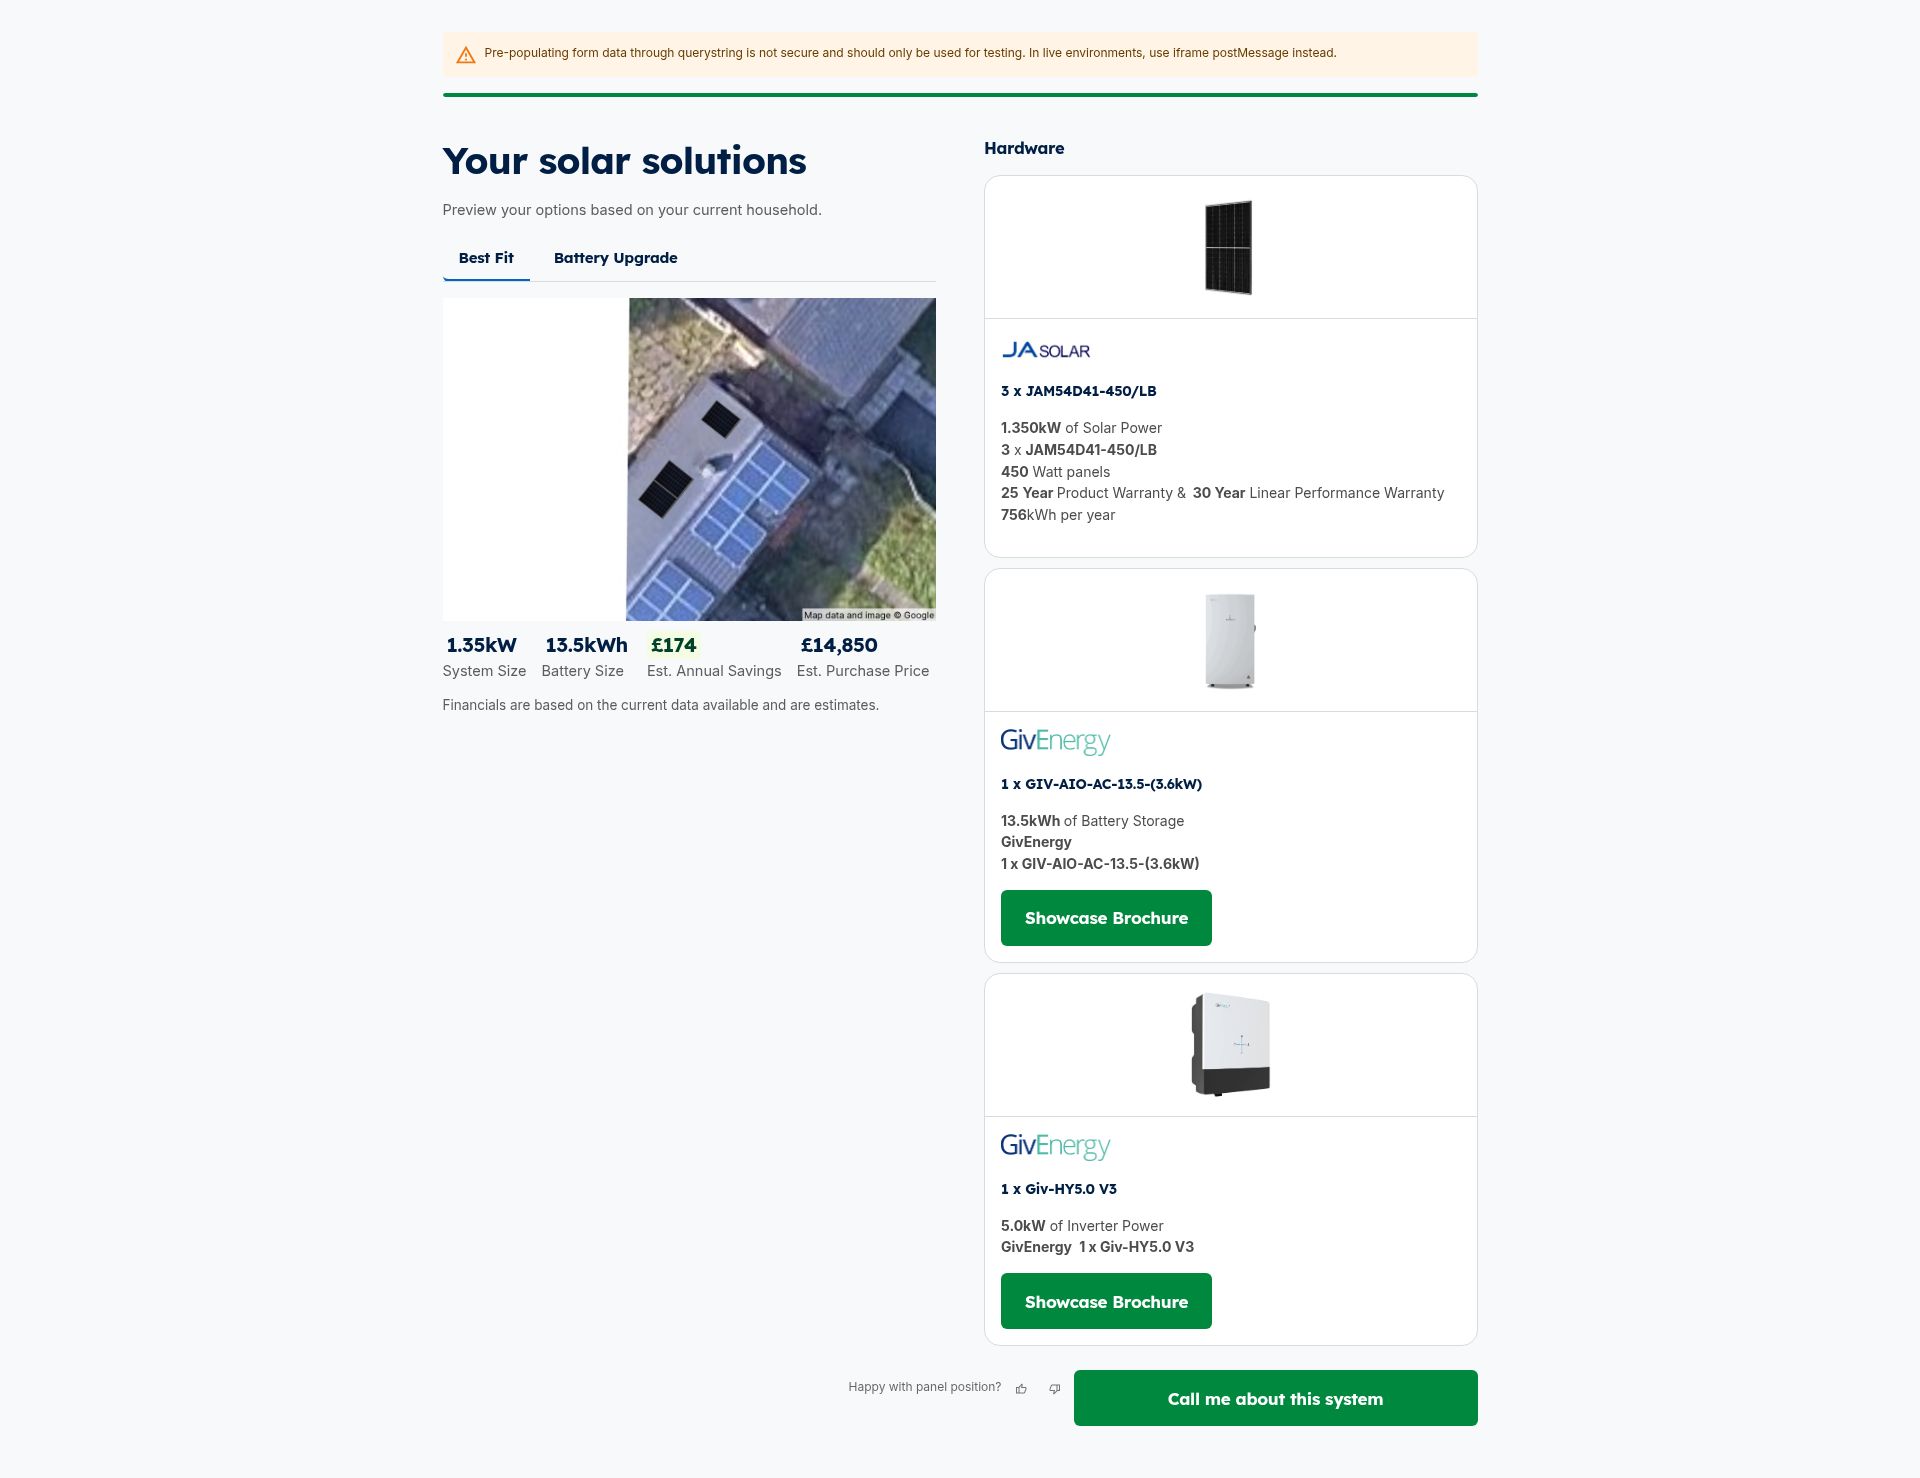 Pre-populating form data through querystring is not secure and should only be used for testing. In live environments, use iframe postMessage instead.
Your solar solutions
Preview your options based on your current household.
Best Fit
Battery Upgrade
Map data and image © Google
1.35kW
System Size
13.5kWh
Battery Size
£174
Est. Annual Savings
£14,850
Est. Purchase Price
Financials are based on the current data available and are estimates.
Hardware
JA SOLAR
3 x JAM54D41-450/LB
1.350kW of Solar Power
3 x JAM54D41-450/LB
450 Watt panels
25 Year Product Warranty & 30 Year Linear Performance Warranty
756kWh per year
GivEnergy
1 x GIV-AIO-AC-13.5-(3.6kW)
13.5kWh of Battery Storage
GivEnergy
1 x GIV-AIO-AC-13.5-(3.6kW)
Showcase Brochure
GivEnergy
1 x Giv-HY5.0 V3
5.0kW of Inverter Power
GivEnergy 1 x Giv-HY5.0 V3
Showcase Brochure
Happy with panel position?
Call me about this system